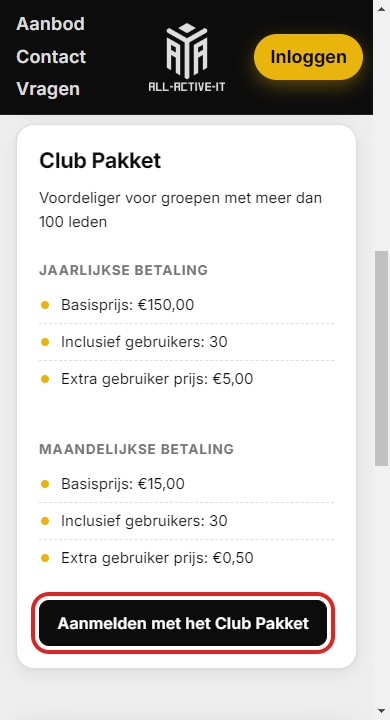 Aanbod
Contact
Vragen
ALL-ACTIVE-IT
Inloggen
Club Pakket
Voordeliger voor groepen met meer dan
100 leden
JAARLIJKSE BETALING
Basisprijs: €150,00
Inclusief gebruikers: 30
Extra gebruiker prijs: €5,00
MAANDELIJKSE BETALING
Basisprijs: €15,00
Inclusief gebruikers: 30
Extra gebruiker prijs: €0,50
Aanmelden met het Club Pakket